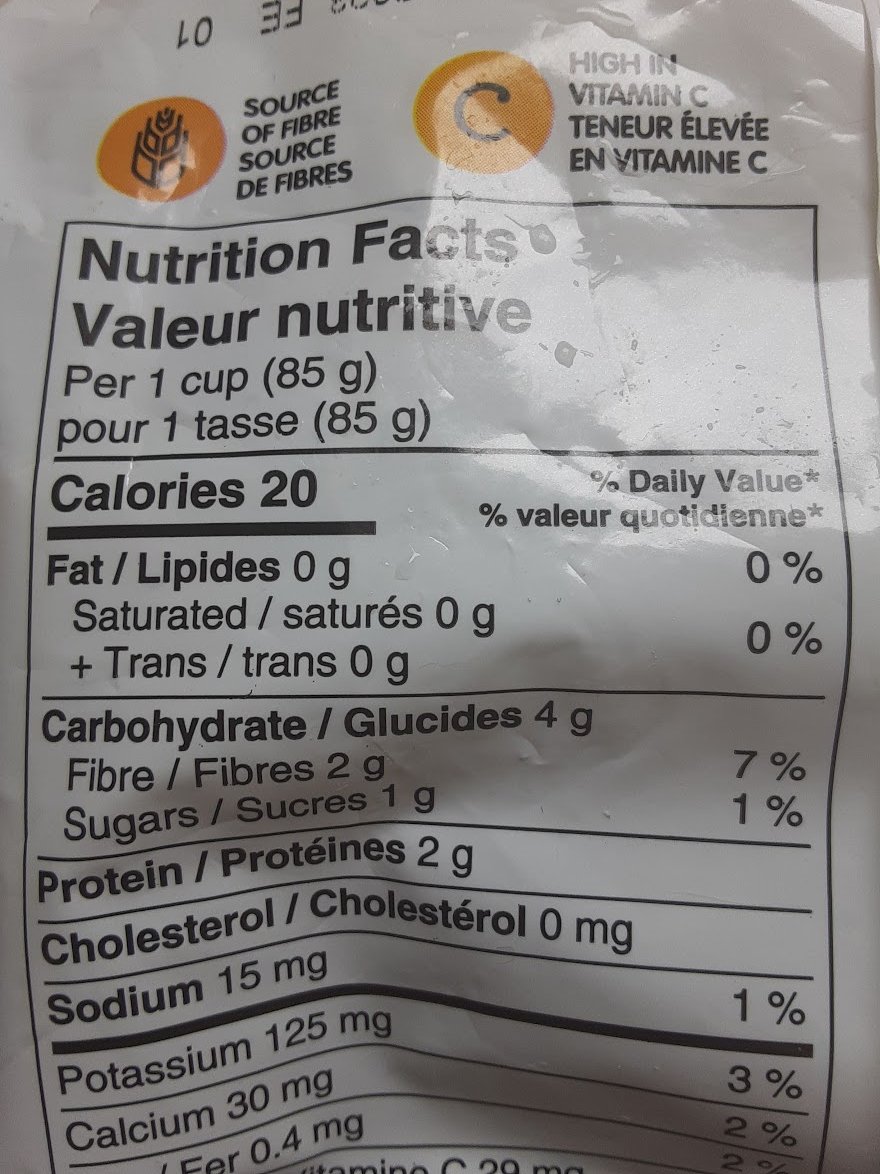 01
C
SOURCE
OF FIBRE
SOURCE
DE FIBRES
HIGH IN
VITAMIN C
TENEUR ÉLEVÉE
EN VITAMINE C
Nutrition Facts
Valeur nutritive
Per 1 cup (85 g)
pour 1 tasse (85 g)
Calories 20
% Daily Value*
% valeur quotidienne*
Fat / Lipides 0 g 0 %
Saturated / saturés 0 g
+ Trans / trans 0 g 0 %
Carbohydrate / Glucides 4 g
Fibre / Fibres 2 g 7 %
Sugars / Sucres 1 g 1 %
Protein / Protéines 2 g
Cholesterol / Cholestérol 0 mg
Sodium 15 mg 1 %
Potassium 125 mg 3 %
Calcium 30 mg 2 %
/ Fer 0.4 mg 2 %
C 29 mg